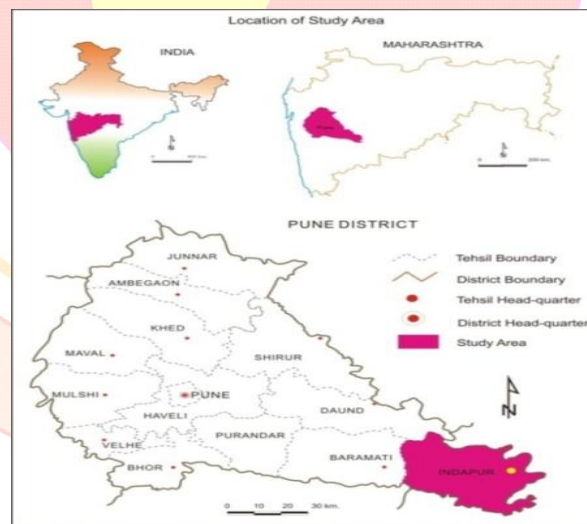 Location of Study Area
INDIA
MAHARASHTRA
N
N
200 km.
PUNE DISTRICT
JUNNAR
AMBEGAON
KHED
MAVAL
SHIRUR
MULSHI
PUNE
HAVELI
DAUND
VELHE
PURANDAR
BHOR
BARAMATI
INDAPUR
Tehsil Boundary
District Boundary
Tehsil Head-quarter
District Head-quarter
Study Area
N
0 10 20 30 km.